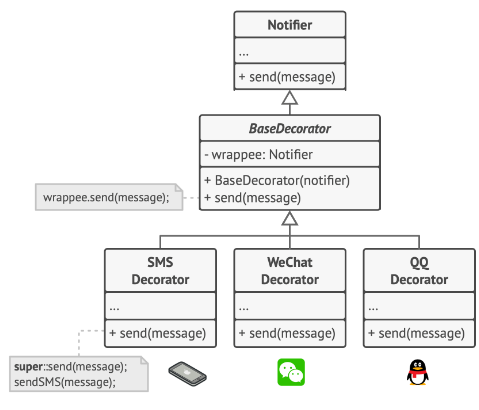 Notifier
...
+ send(message)
BaseDecorator
- wrappee: Notifier
+ BaseDecorator(notifier)
+ send(message)
wrappee.send(message);
SMS
Decorator
...
+ send(message)
WeChat
Decorator
...
+ send(message)
QQ
Decorator
...
+ send(message)
super::send(message);
sendSMS(message);